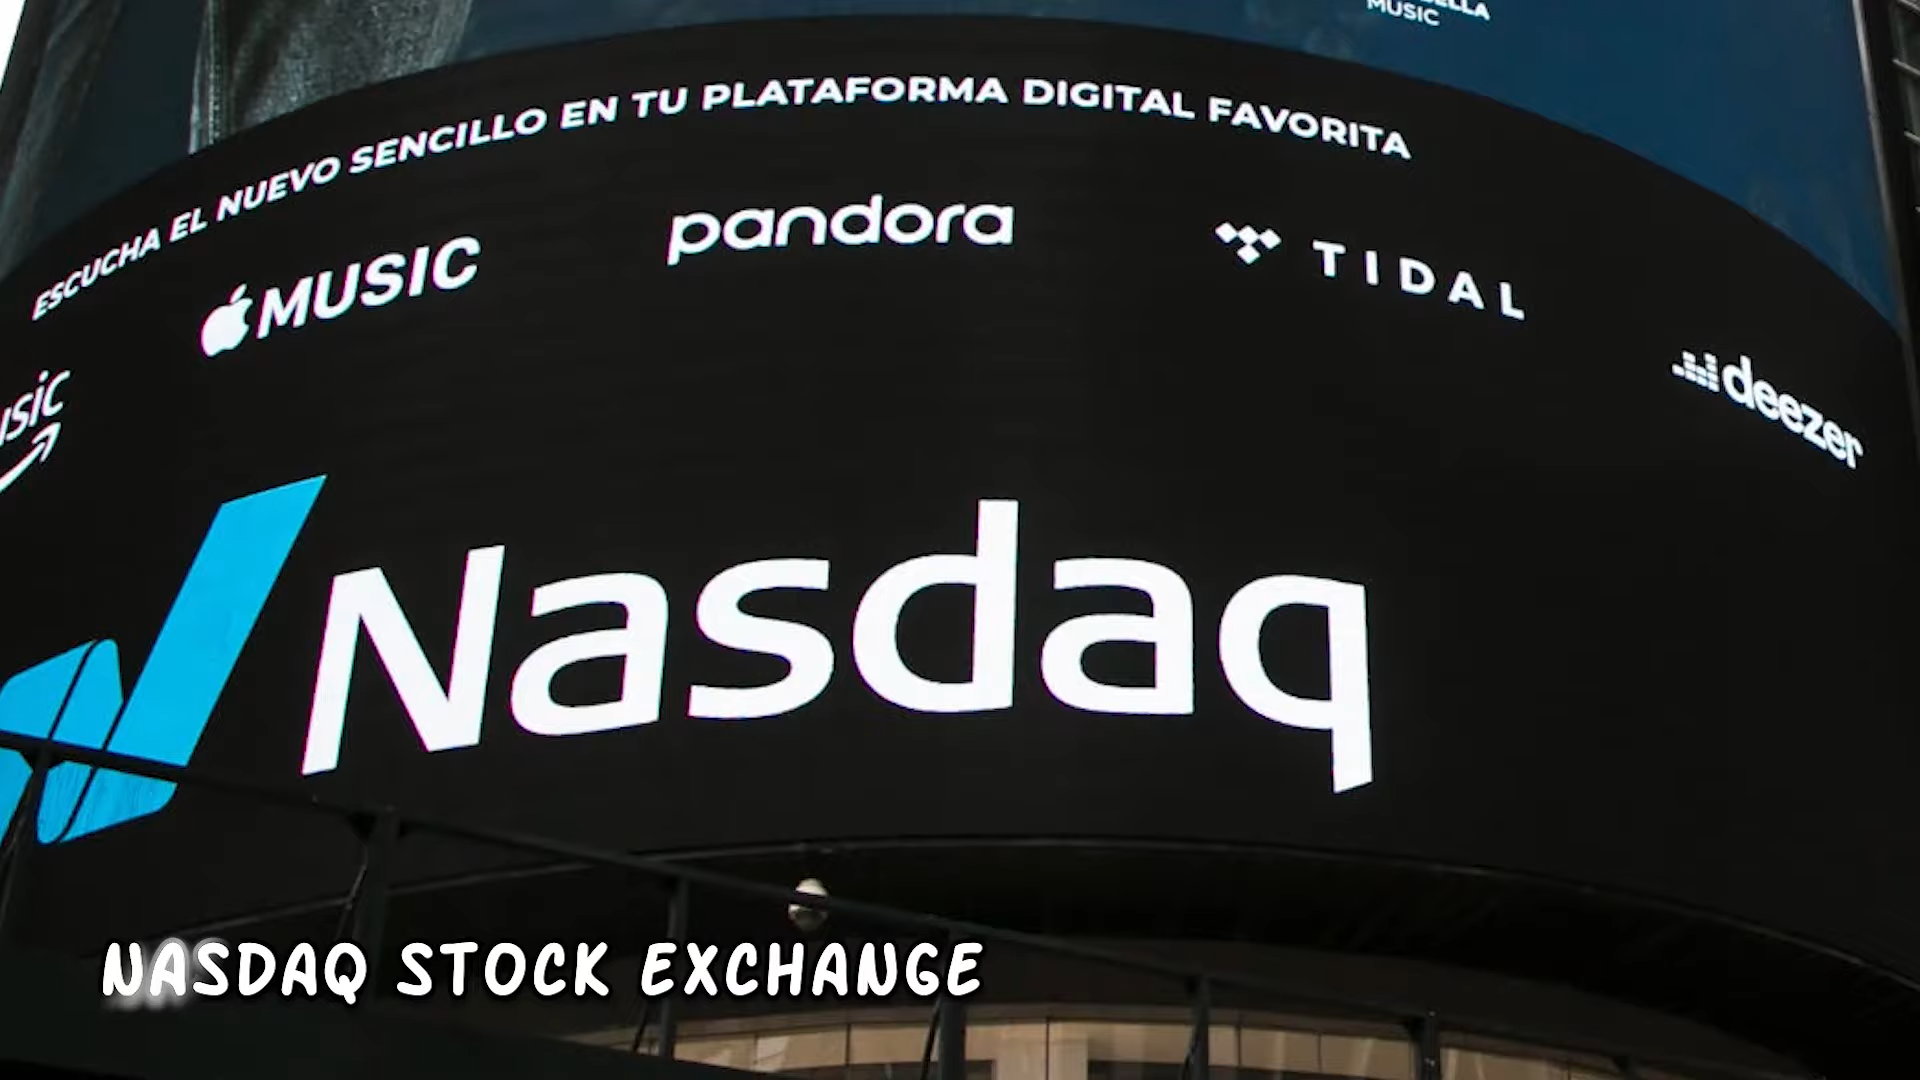 MUSIC
ESCUCHA EL NUEVO SENCILLO EN TU PLATAFORMA DIGITAL FAVORITA
MUSIC
pandora
TIDAL
deezer
Nasdaq
NASDAQ STOCK EXCHANGE